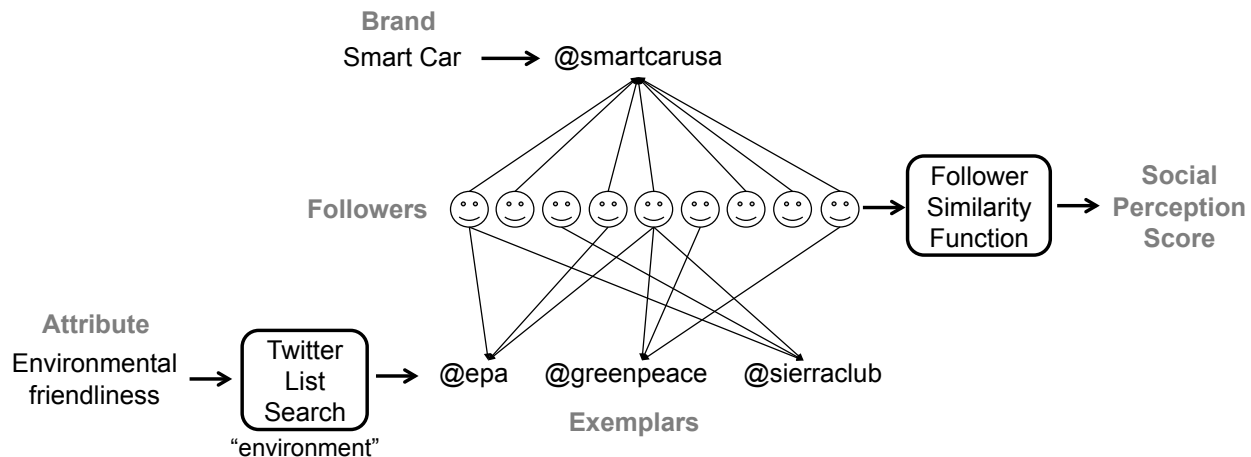 Brand
Smart Car
@smartcarusa
Followers
Follower
Similarity
Function
Social
Perception
Score
Attribute
Environmental
friendliness
Twitter
List
Search
“environment”
@epa
@greenpeace
@sierraclub
Exemplars